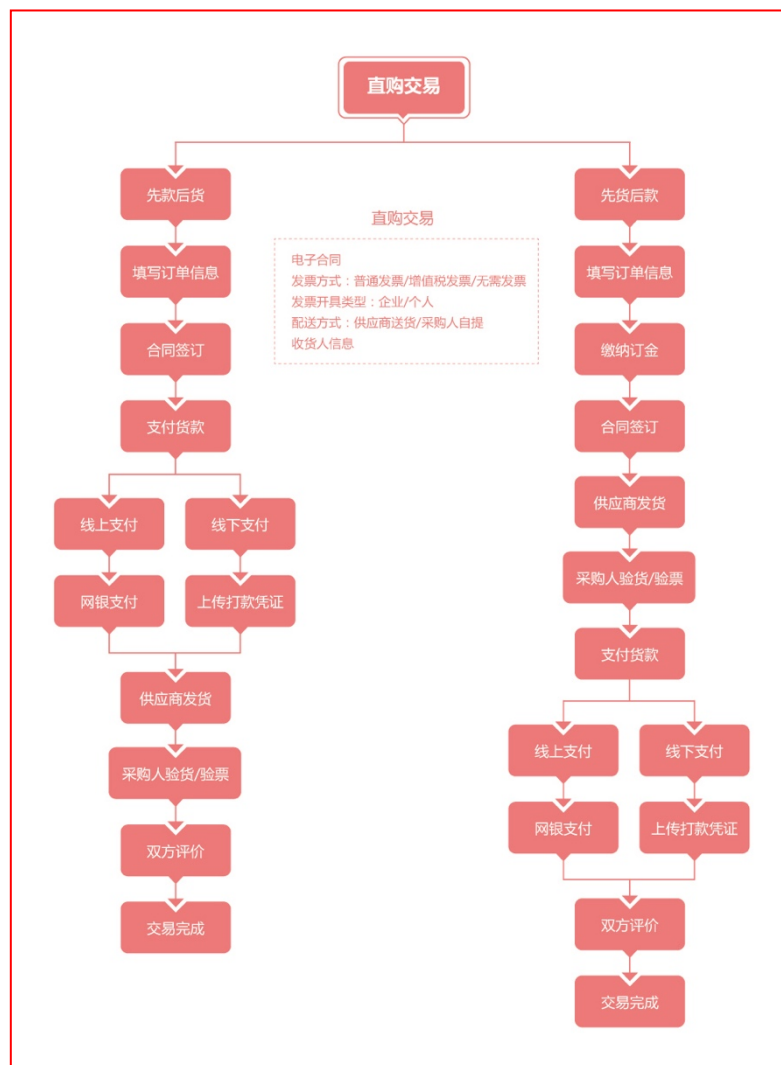 直购交易
先款后货
填写订单信息
合同签订
支付货款
线上支付
线下支付
网银支付
上传打款凭证
供应商发货
采购人验货/验票
双方评价
交易完成
直购交易
电子合同
发票方式：普通发票/增值税发票/无需发票
发票开具类型：企业/个人
配送方式：供应商送货/采购人自提
收货人信息
先货后款
填写订单信息
缴纳订金
合同签订
供应商发货
采购人验货/验票
支付货款
线上支付
线下支付
网银支付
上传打款凭证
双方评价
交易完成